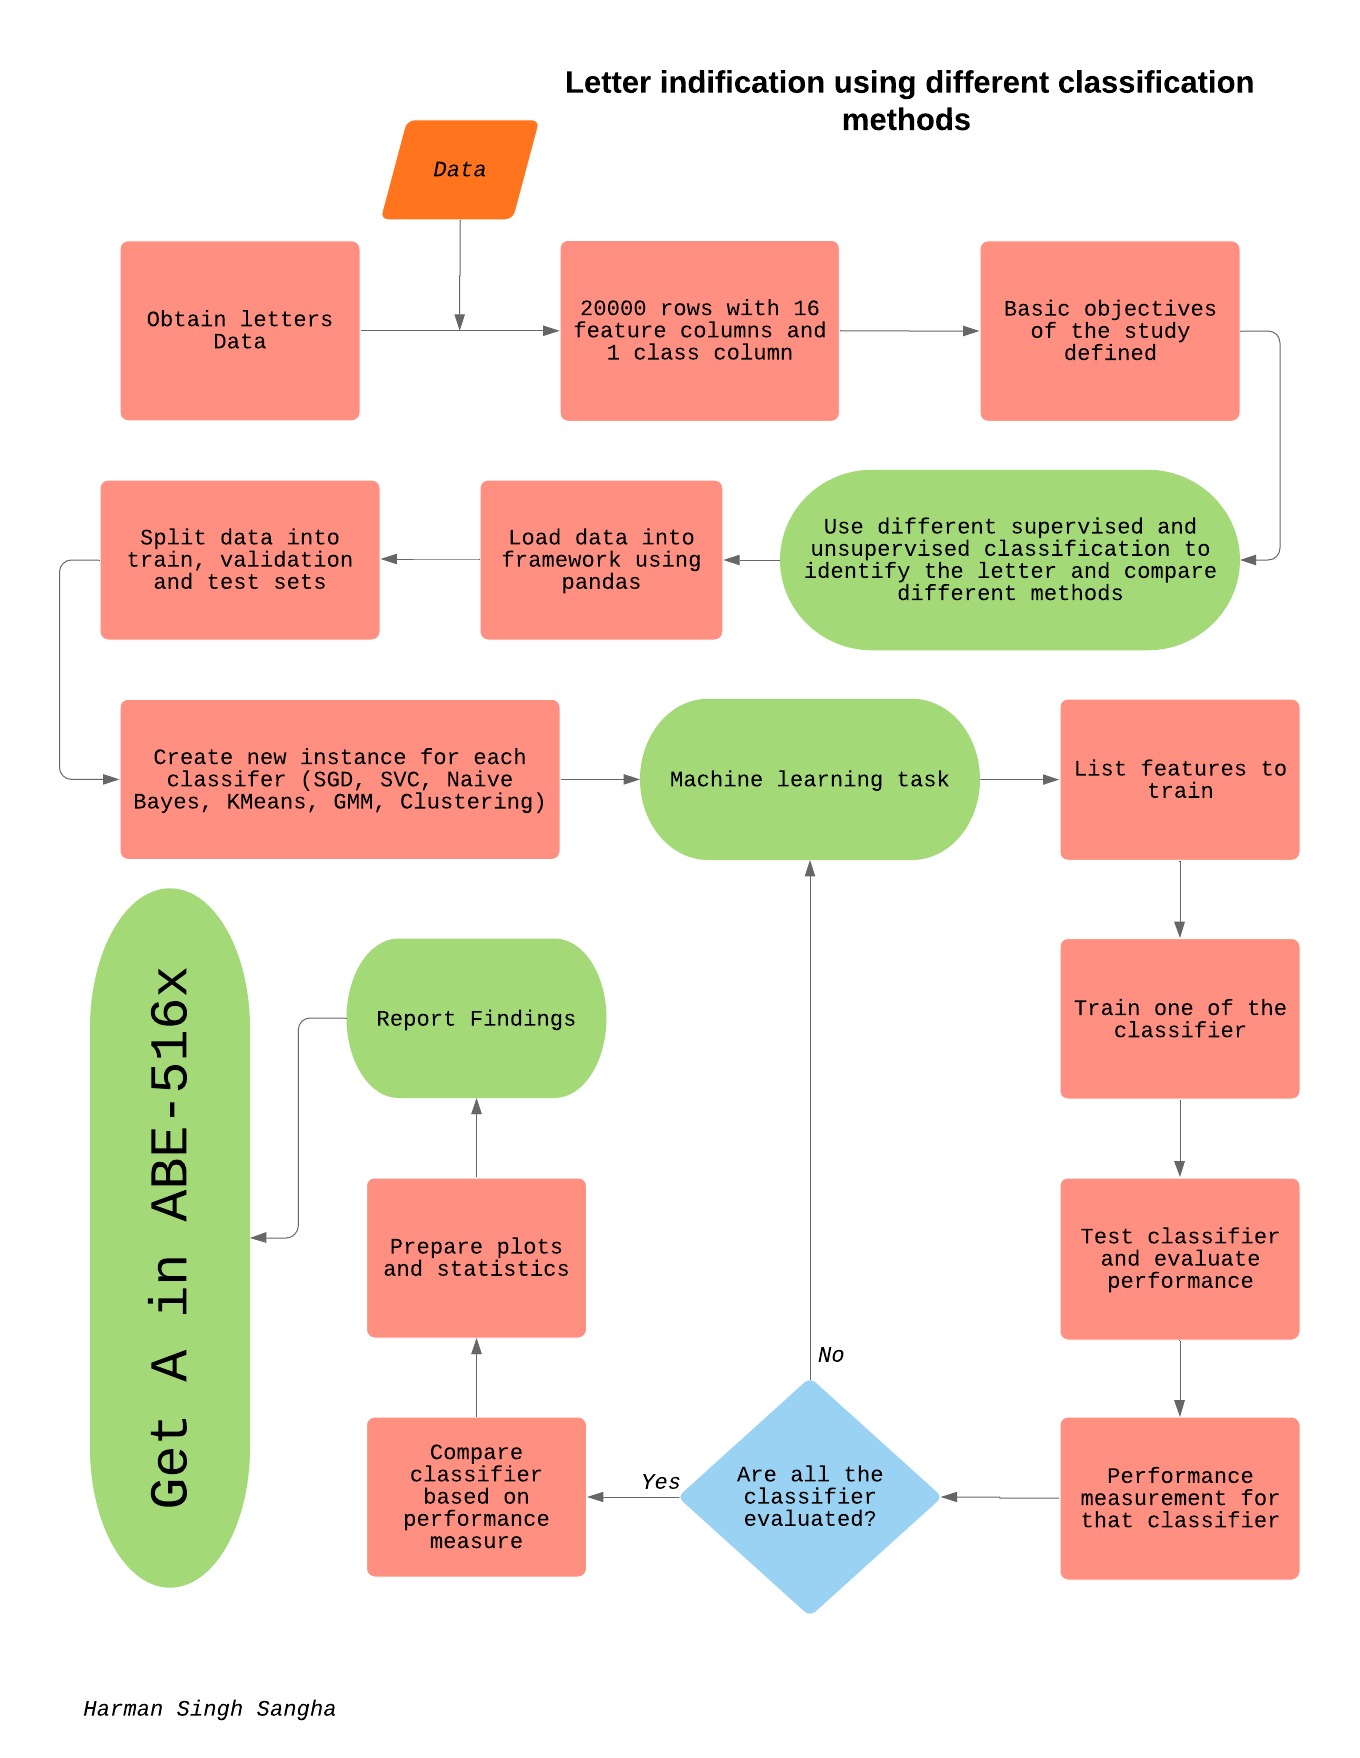 Letter indification using different classification
methods
Data
Obtain letters
Data
20000 rows with 16
feature columns and
1 class column
Basic objectives
of the study
defined
Use different supervised and
unsupervised classification to
identify the letter and compare
different methods
Load data into
framework using
pandas
Split data into
train, validation
and test sets
Create new instance for each
classifer (SGD, SVC, Naive
Bayes, KMeans, GMM, Clustering)
Machine learning task
List features to
train
Train one of the
classifier
Test classifier
and evaluate
performance
Performance
measurement for
that classifier
Are all the
classifier
evaluated?
No
Yes
Compare
classifier
based on
performance
measure
Prepare plots
and statistics
Report Findings
Get A in ABE-516x
Harman Singh Sangha